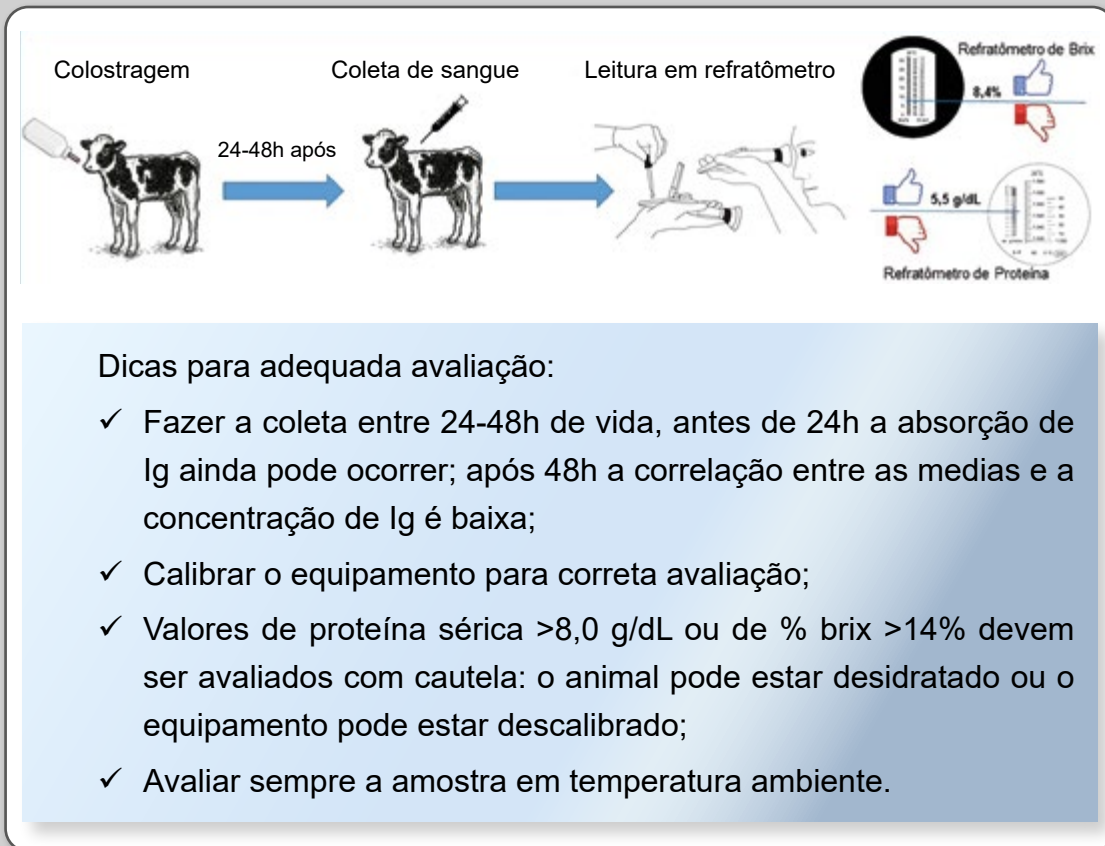 Colostragem
Coleta de sangue
Leitura em refratômetro
Refratômetro de Brix
8,4%
24-48h após
5,5 g/dL
Refratômetro de Proteína
Dicas para adequada avaliação:
✓ Fazer a coleta entre 24-48h de vida, antes de 24h a absorção de
Ig ainda pode ocorrer; após 48h a correlação entre as medias e a
concentração de Ig é baixa;
✓ Calibrar o equipamento para correta avaliação;
✓ Valores de proteína sérica >8,0 g/dL ou de % brix >14% devem
ser avaliados com cautela: o animal pode estar desidratado ou o
equipamento pode estar descalibrado;
✓ Avaliar sempre a amostra em temperatura ambiente.